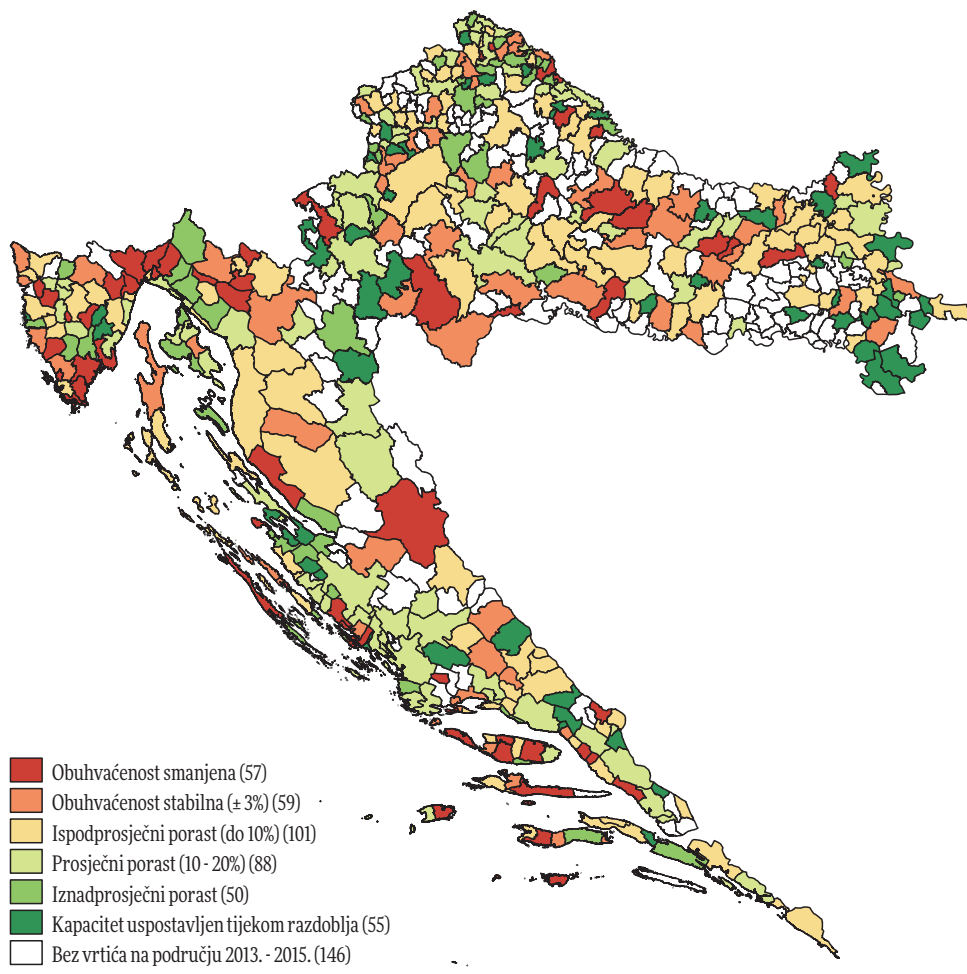 Obuhvaćenost smanjena (57)
Obuhvaćenost stabilna (± 3%) (59)
Ispodprosječni porast (do 10%) (101)
Prosječni porast (10 - 20%) (88)
Iznadprosječni porast (50)
Kapacitet uspostavljen tijekom razdoblja (55)
Bez vrtića na području 2013. - 2015. (146)